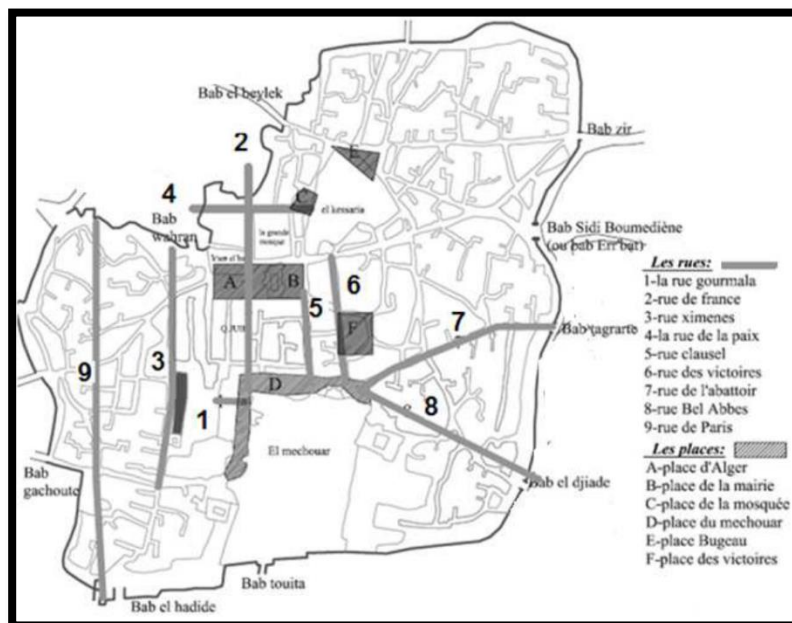 Bab el beylek
2
Bab zir
E
4
C
el kessaria
Bab
wahran
la grande
Bab Sidi Boumediène
(ou bab Err'bat)
A
B
6
5
F
7
Bab tagrarte
3
9
D
1
8
El mechouar
Bab
gachoute
Bab el djiade
Bab touita
Bab el hadide
Les rues:
1-la rue gourmala
2-rue de france
3-rue ximenes
4-la rue de la paix
5-rue clausel
6-rue des victoires
7-rue de l'abattoir
8-rue Bel Abbes
9-rue de Paris
Les places:
A-place d'Alger
B-place de la mairie
C-place de la mosquée
D-place du mechouar
E-place Bugeau
F-place des victoires